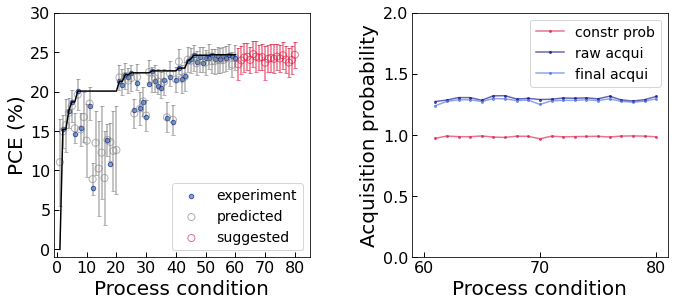 PCE (%)
30
25
20
15
10
5
0
experiment
predicted
suggested
0 10 20 30 40 50 60 70 80
Process condition
Acquisition probability
2.0
1.5
1.0
0.5
0.0
constr prob
raw acqui
final acqui
60 70 80
Process condition